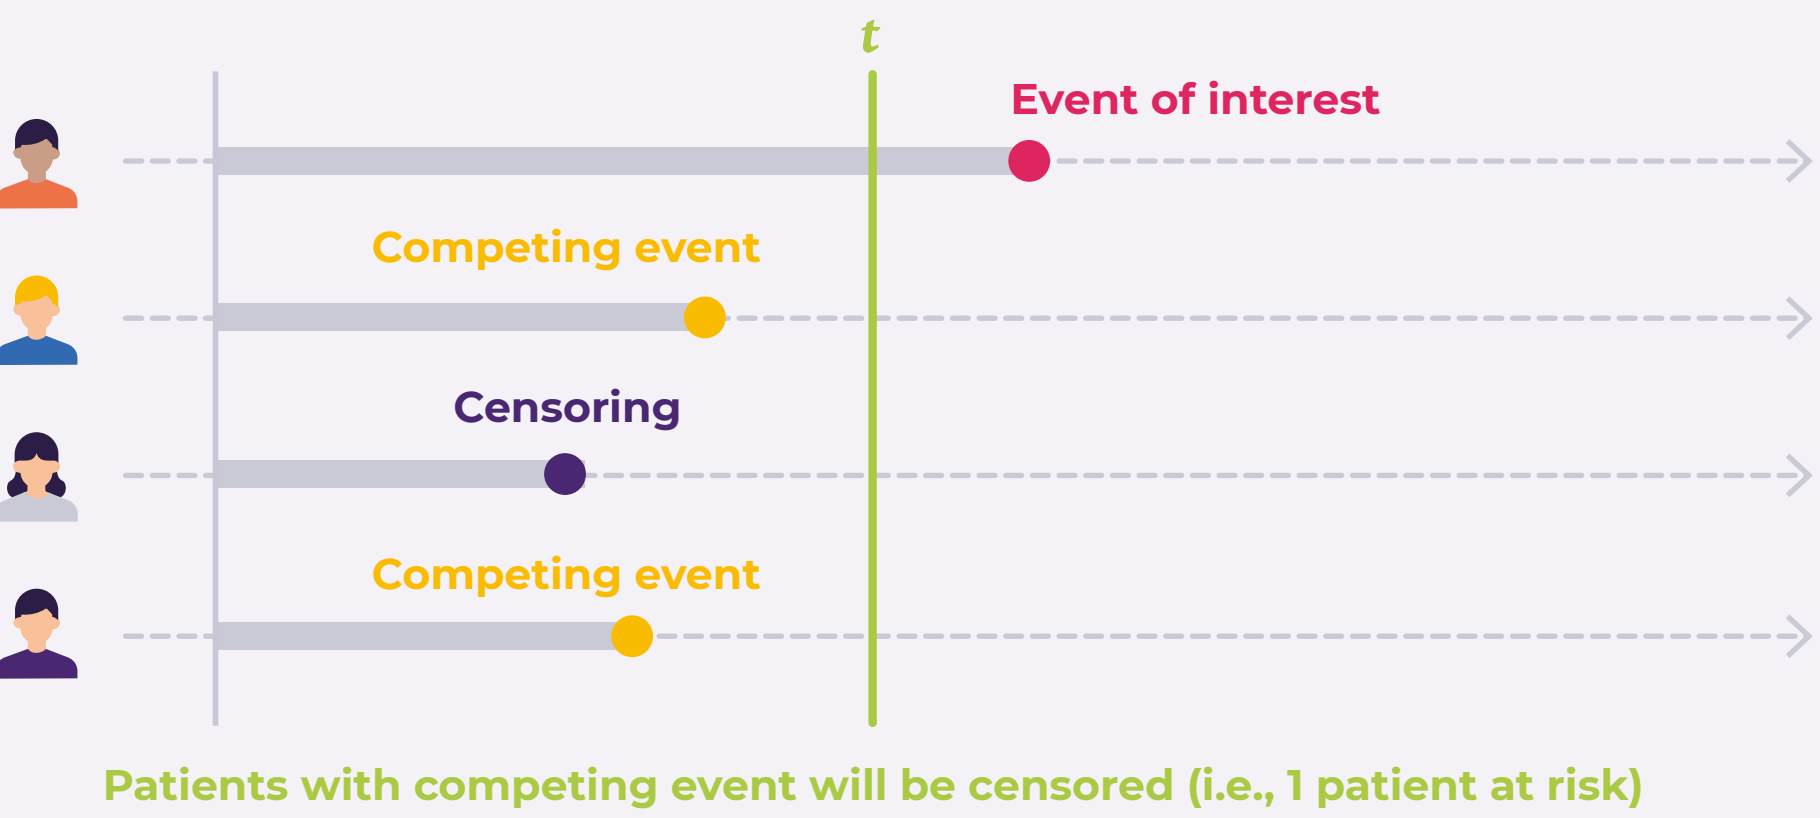 t
Event of interest
Competing event
Censoring
Competing event
Patients with competing event will be censored (i.e., 1 patient at risk)